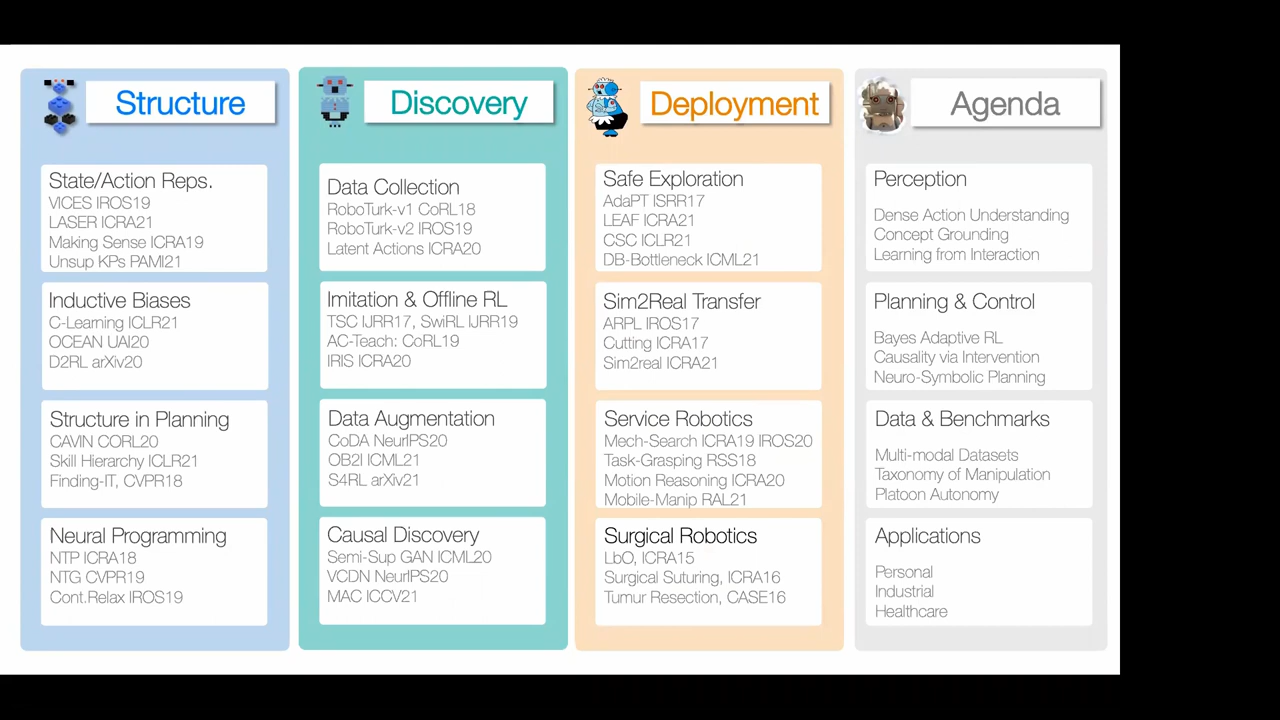 Structure
State/Action Reps.
VICES IROS19
LASER ICRA21
Making Sense ICRA19
Unsup KPs PAMI21
Inductive Biases
C-Learning ICLR21
OCEAN UAI20
D2RL arXiv20
Structure in Planning
CAVIN CORL20
Skill Hierarchy ICLR21
Finding-IT, CVPR18
Neural Programming
NTP ICRA18
NTG CVPR19
Cont.Relax IROS19
Discovery
Data Collection
RoboTurk-v1 CoRL18
RoboTurk-v2 IROS19
Latent Actions ICRA20
Imitation & Offline RL
TSC IJRR17, SwiRL IJRR19
AC-Teach: CoRL19
IRIS ICRA20
Data Augmentation
CoDA NeurIPS20
OB2I ICML21
S4RL arXiv21
Causal Discovery
Semi-Sup GAN ICML20
VCDN NeurIPS20
MAC ICCV21
Deployment
Safe Exploration
AdaPT ISRR17
LEAF ICRA21
CSC ICLR21
DB-Bottleneck ICML21
Sim2Real Transfer
ARPL IROS17
Cutting ICRA17
Sim2real ICRA21
Service Robotics
Mech-Search ICRA19 IROS20
Task-Grasping RSS18
Motion Reasoning ICRA20
Mobile-Manip RAL21
Surgical Robotics
LbO, ICRA15
Surgical Suturing, ICRA16
Tumur Resection, CASE16
Agenda
Perception
Dense Action Understanding
Concept Grounding
Learning from Interaction
Planning & Control
Bayes Adaptive RL
Causality via Intervention
Neuro-Symbolic Planning
Data & Benchmarks
Multi-modal Datasets
Taxonomy of Manipulation
Platoon Autonomy
Applications
Personal
Industrial
Healthcare